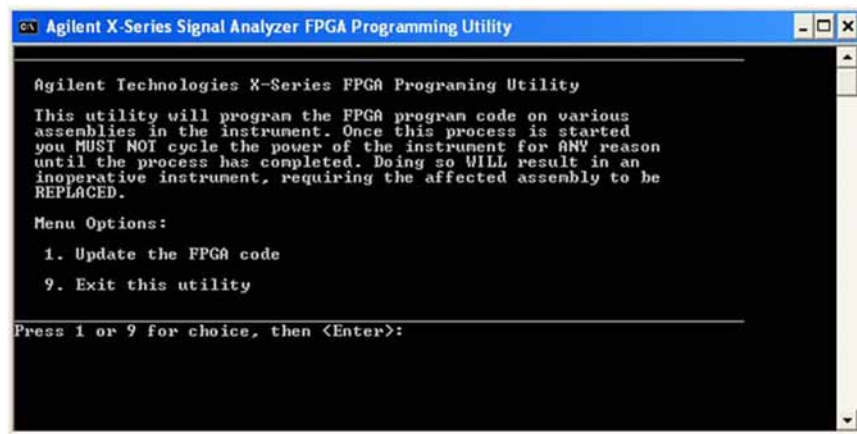 Agilent X-Series Signal Analyzer FPGA Programming Utility
Agilent Technologies X-Series FPGA Programing Utility
This utility will program the FPGA program code on various
assemblies in the instrument. Once this process is started
you MUST NOT cycle the power of the instrument for ANY reason
until the process has completed. Doing so WILL result in an
inoperative instrument, requiring the affected assembly to be
REPLACED.
Menu Options:
1. Update the FPGA code
9. Exit this utility
Press 1 or 9 for choice, then <Enter>: